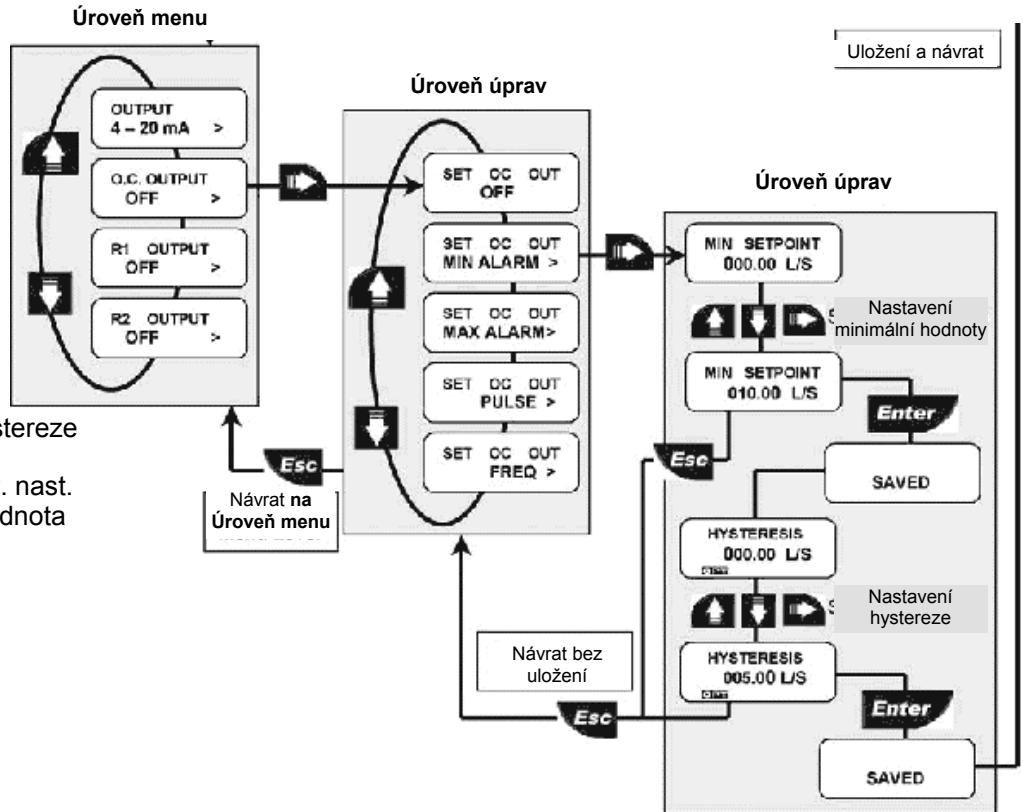 Úroveň menu
OUTPUT
4 – 20 mA >
O.C. OUTPUT
OFF >
R1 OUTPUT
OFF >
R2 OUTPUT
OFF >
stereze
. nast.
dnota
Esc
Návrat na
Úroveň menu
Úroveň úprav
SET OC OUT
OFF
SET OC OUT
MIN ALARM >
SET OC OUT
MAX ALARM>
SET OC OUT
PULSE >
SET OC OUT
FREQ >
Návrat bez
uložení
Esc
Uložení a návrat
Úroveň úprav
MIN SETPOINT
000.00 L/S
Nastavení
minimální hodnoty
MIN SETPOINT
010.00 L/S
Enter
Esc
SAVED
HYSTERESIS
000.00 L/S
Nastavení
hystereze
HYSTERESIS
005.00 L/S
Enter
SAVED